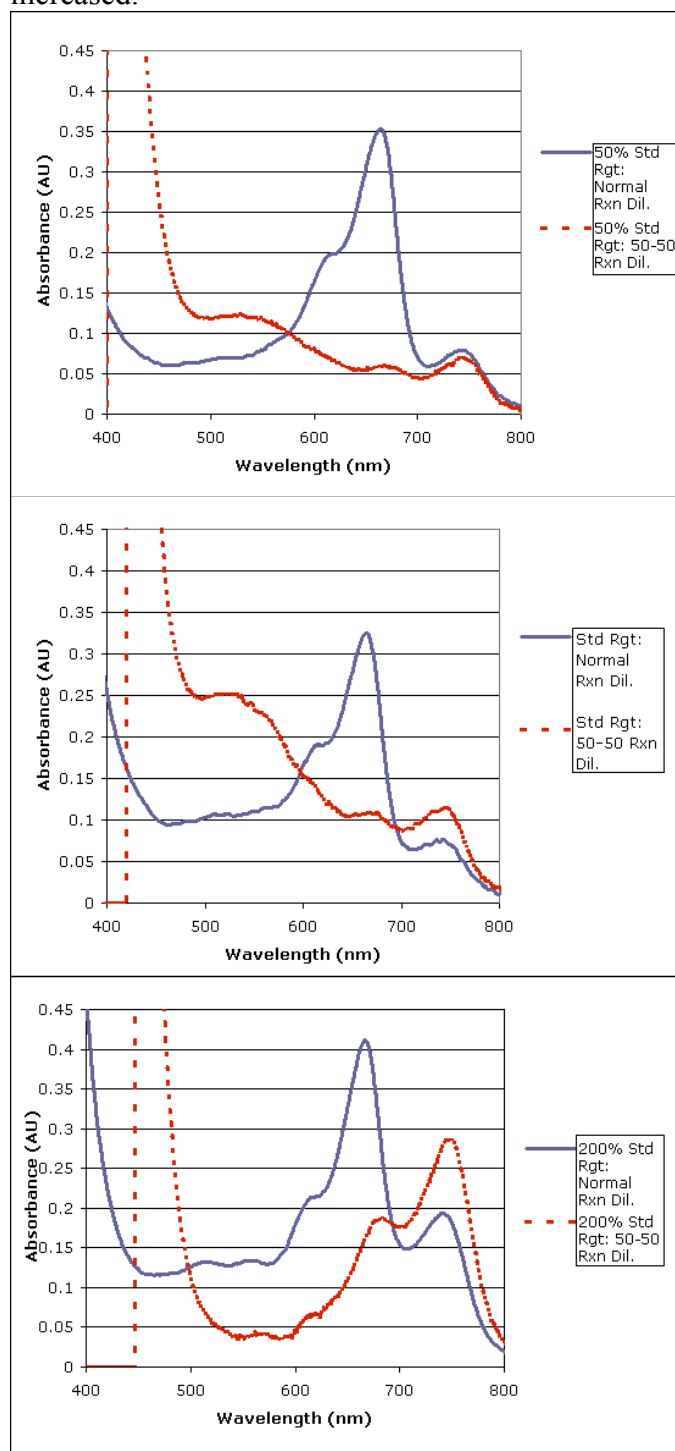 increased.
0.45
0.4
0.35
0.3
0.25
0.2
0.15
0.1
0.05
0
Absorbance (AU)
400 500 600 700 800
Wavelength (nm)
50% Std
Rgt:
Normal
Rxn Dil.
50% Std
Rgt: 50-50
Rxn Dil.
0.45
0.4
0.35
0.3
0.25
0.2
0.15
0.1
0.05
0
Absorbance (AU)
400 500 600 700 800
Wavelength (nm)
Std Rgt:
Normal
Rxn Dil.
Std Rgt:
50-50 Rxn
Dil.
0.45
0.4
0.35
0.3
0.25
0.2
0.15
0.1
0.05
0
Absorbance (AU)
400 500 600 700 800
Wavelength (nm)
200% Std
Rgt:
Normal
Rxn Dil.
200% Std
Rgt: 50-50
Rxn Dil.